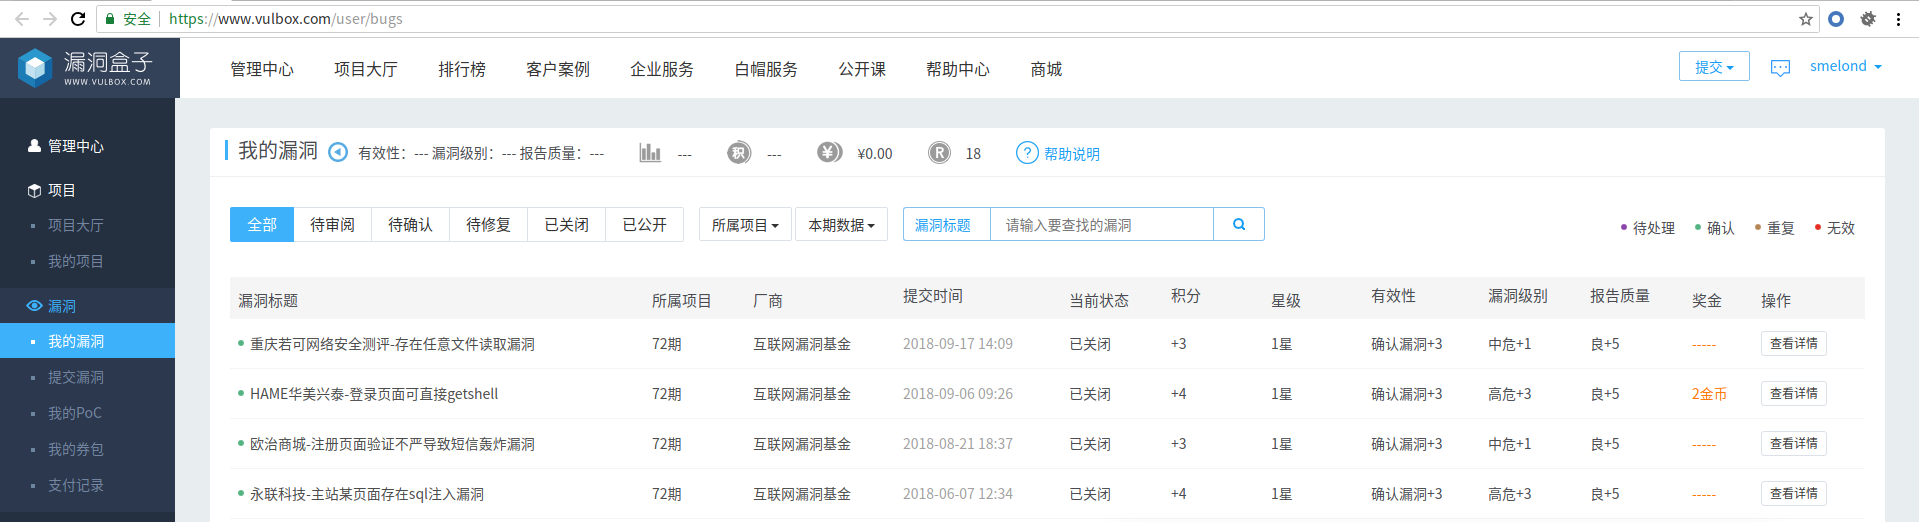 安全 https://www.vulbox.com/user/bugs
漏洞盒子
WWW.VULBOX.COM
管理中心 项目大厅 排行榜 客户案例 企业服务 白帽服务 公开课 帮助中心 商城
提交 smelond
管理中心
项目
项目大厅
我的项目
漏洞
我的漏洞
提交漏洞
我的PoC
我的券包
支付记录
我的漏洞 有效性：--- 漏洞级别：--- 报告质量：--- --- 积 --- ¥ ¥0.00 R 18 ? 帮助说明
全部 待审阅 待确认 待修复 已关闭 已公开 所属项目 本期数据 漏洞标题 请输入要查找的漏洞
待处理 确认 重复 无效
漏洞标题 所属项目 厂商 提交时间 当前状态 积分 星级 有效性 漏洞级别 报告质量 奖金 操作
重庆若可网络安全测评-存在任意文件读取漏洞 72期 互联网漏洞基金 2018-09-17 14:09 已关闭 +3 1星 确认漏洞+3 中危+1 良+5 ----- 查看详情
HAME华美兴泰-登录页面可直接getshell 72期 互联网漏洞基金 2018-09-06 09:26 已关闭 +4 1星 确认漏洞+3 高危+3 良+5 2金币 查看详情
欧冶商城-注册页面验证不严导致短信轰炸漏洞 72期 互联网漏洞基金 2018-08-21 18:37 已关闭 +3 1星 确认漏洞+3 中危+1 良+5 ----- 查看详情
永联科技-主站某页面存在sql注入漏洞 72期 互联网漏洞基金 2018-06-07 12:34 已关闭 +4 1星 确认漏洞+3 高危+3 良+5 ----- 查看详情